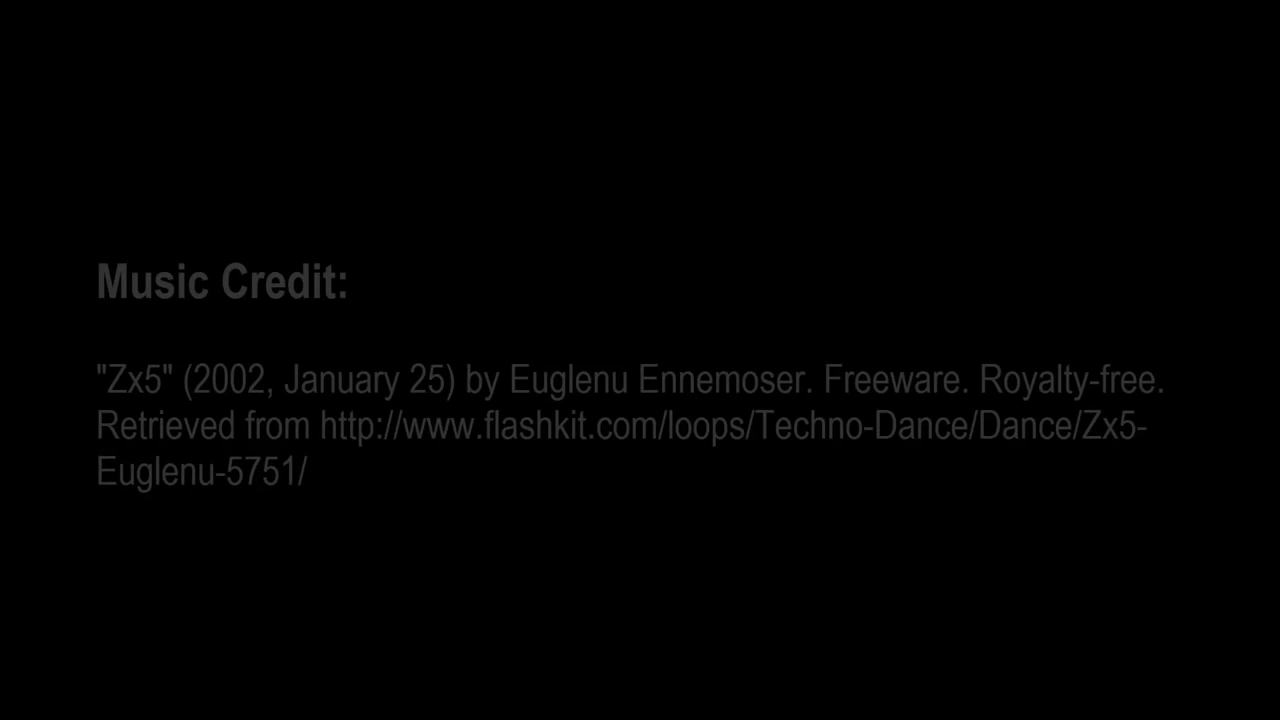 Music Credit:
"Zx5" (2002, January 25) by Euglenu Ennemoser. Freeware. Royalty-free.
Retrieved from http://www.flashkit.com/loops/Techno-Dance/Dance/Zx5-
Euglenu-5751/